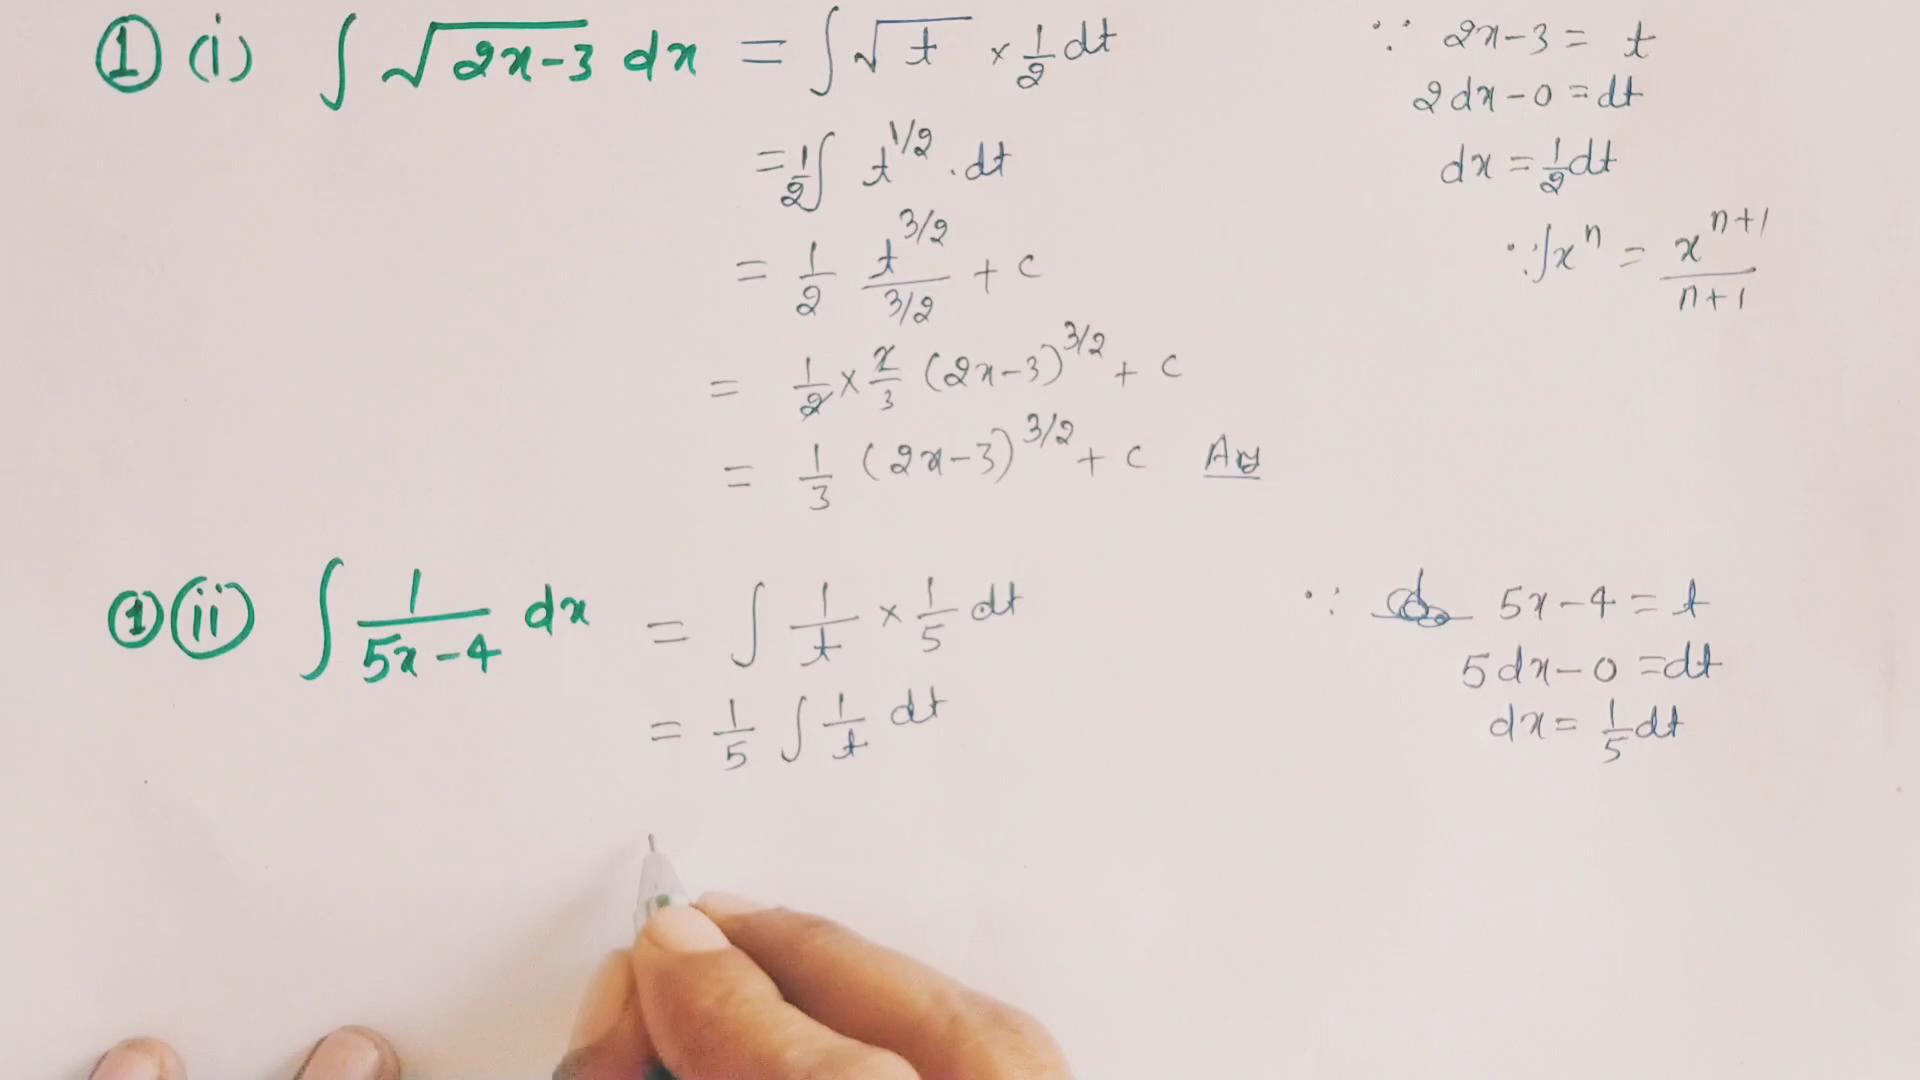 ① (i) ∫ √2x-3 dx = ∫ √t × 1/2 dt ∵ 2x-3 = t
2dx-0 = dt
= 1/2 ∫ t^1/2 . dt dx = 1/2 dt
= 1/2 t^3/2 / 3/2 + c ∵ ∫x^n = x^n+1 / n+1
= 1/2 × 2/3 (2x-3)^3/2 + c
= 1/3 (2x-3)^3/2 + c Ans
① (ii) ∫ 1/5x-4 dx = ∫ 1/t × 1/5 dt ∵ 5x-4 = t
5dx-0 = dt
= 1/5 ∫ 1/t dt dx = 1/5 dt